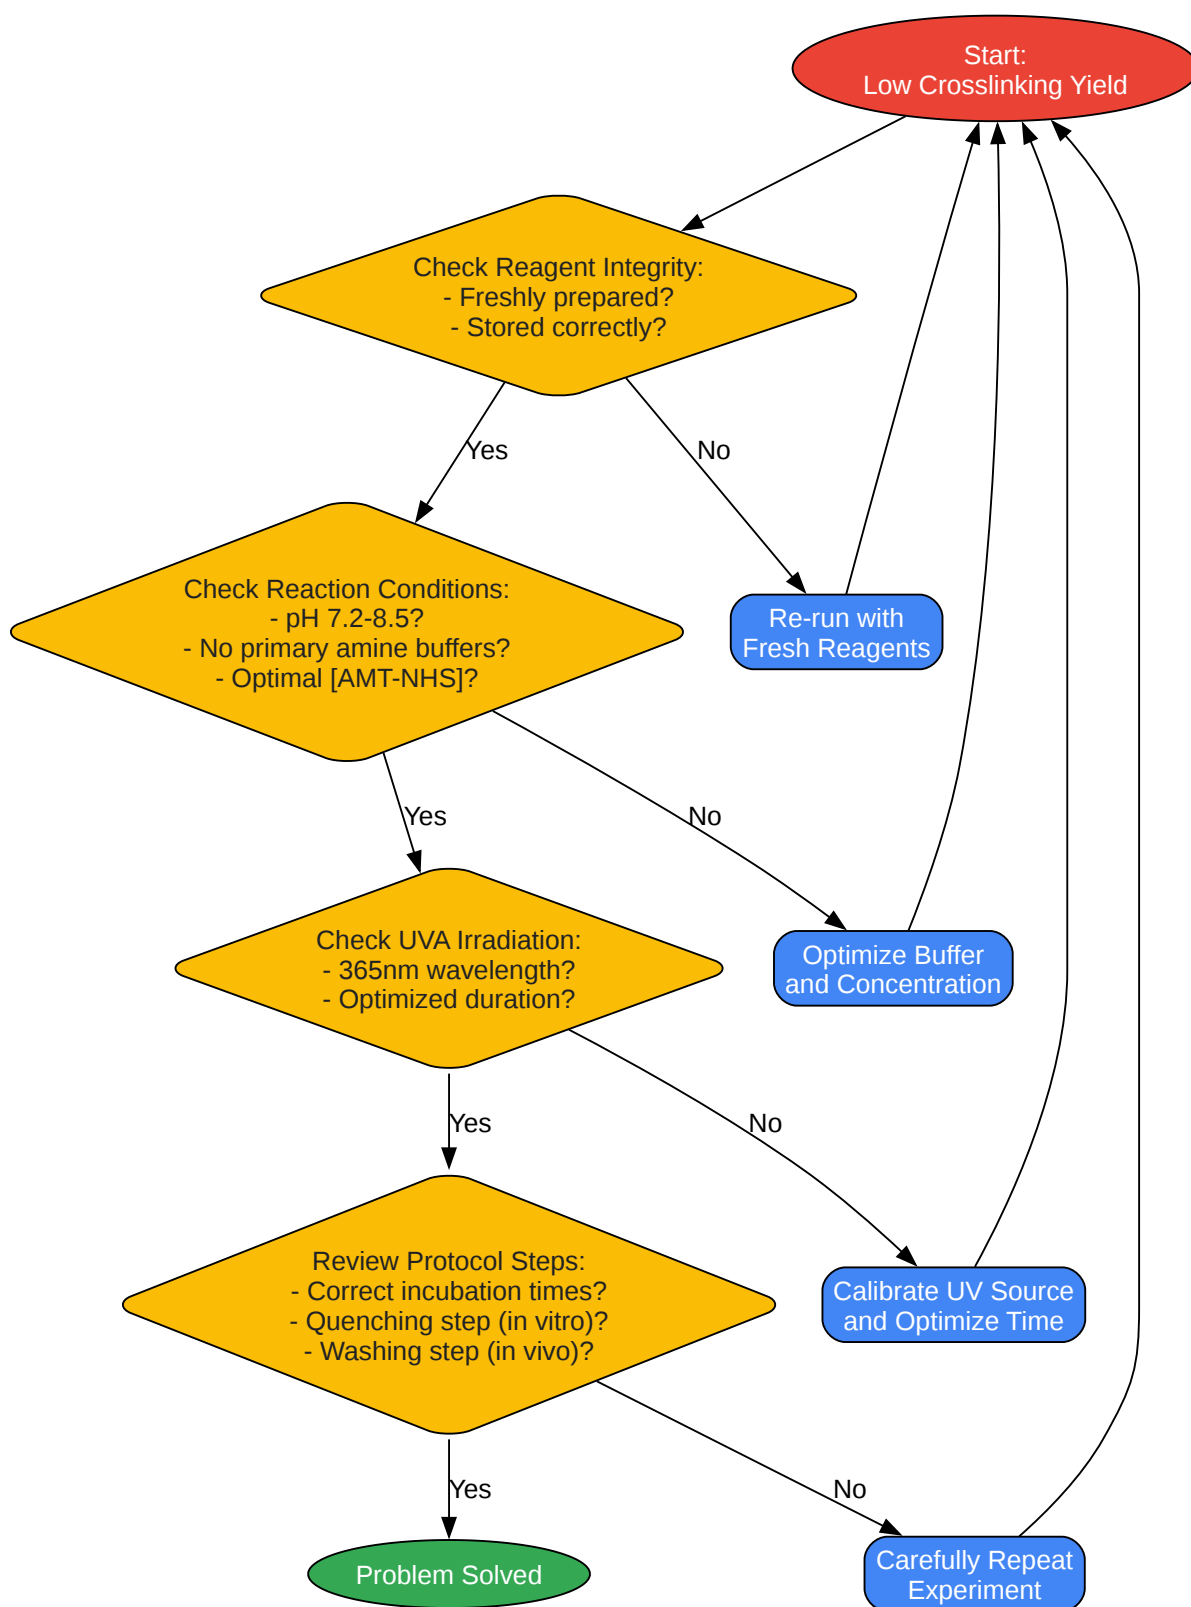 Start:
Low Crosslinking Yield
Check Reagent Integrity:
- Freshly prepared?
- Stored correctly?
Yes
No
Check Reaction Conditions:
- pH 7.2-8.5?
- No primary amine buffers?
- Optimal [AMT-NHS]?
Re-run with
Fresh Reagents
Yes
No
Check UVA Irradiation:
- 365nm wavelength?
- Optimized duration?
Optimize Buffer
and Concentration
Yes
No
Review Protocol Steps:
- Correct incubation times?
- Quenching step (in vitro)?
- Washing step (in vivo)?
Calibrate UV Source
and Optimize Time
Yes
No
Problem Solved
Carefully Repeat
Experiment